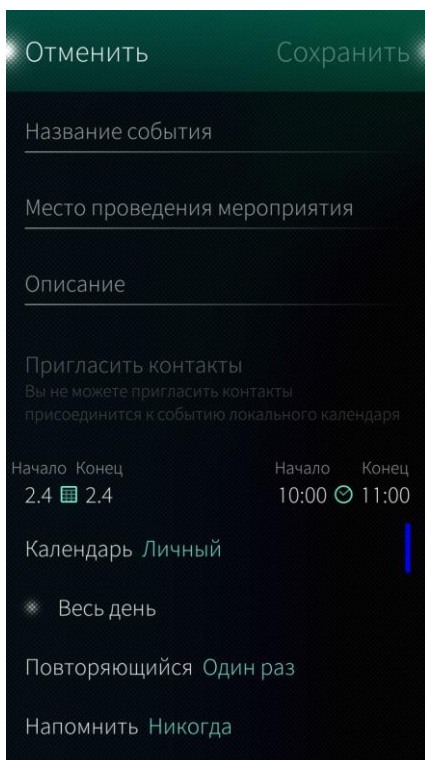 Отменить Сохранить
Название события
Место проведения мероприятия
Описание
Пригласить контакты
Вы не можете пригласить контакты
присоединится к событию локального календаря
Начало Конец Начало Конец
2.4 2.4 10:00 11:00
Календарь Личный
Весь день
Повторяющийся Один раз
Напомнить Никогда